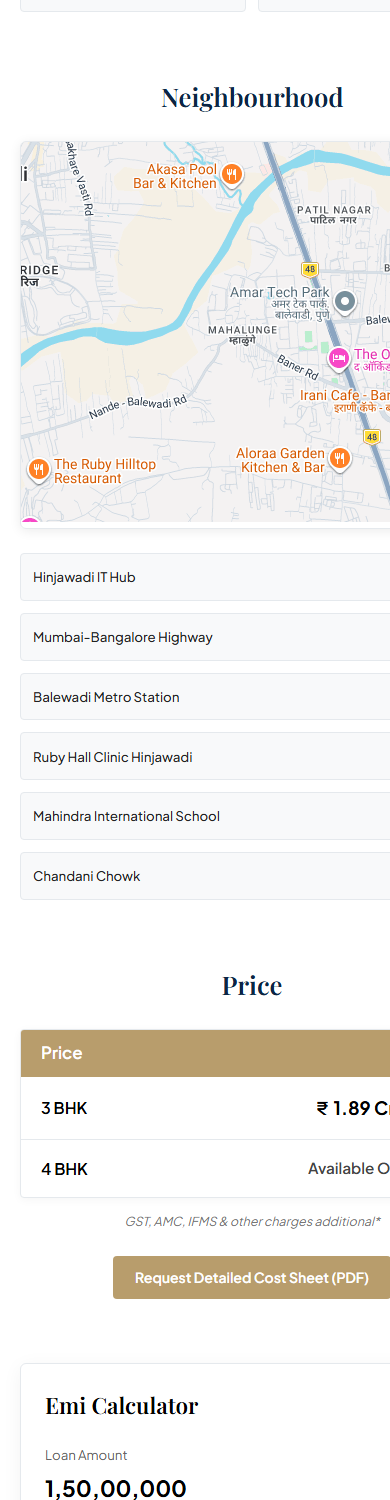 Neighbourhood
akhare Vasti Rd
Akasa Pool
Bar & Kitchen
PATIL NAGAR
पाटिल नगर
RIDGE
रिज
48
Amar Tech Park
अमर टेक पार्क,
बालेवाडी, पुणे
MAHALUNGE
म्हाळुंगे
Balew
The O
द ऑर्कि
Baner Rd
Irani Cafe - Ban
इराणी कॅफे - ब
Nande - Balewadi Rd
48
Aloraa Garden
Kitchen & Bar
The Ruby Hilltop
Restaurant
Hinjawadi IT Hub
Mumbai-Bangalore Highway
Balewadi Metro Station
Ruby Hall Clinic Hinjawadi
Mahindra International School
Chandani Chowk
Price
Price
3 BHK ₹ 1.89 C
4 BHK Available O
GST, AMC, IFMS & other charges additional*
Request Detailed Cost Sheet (PDF)
Emi Calculator
Loan Amount
1,50,00,000